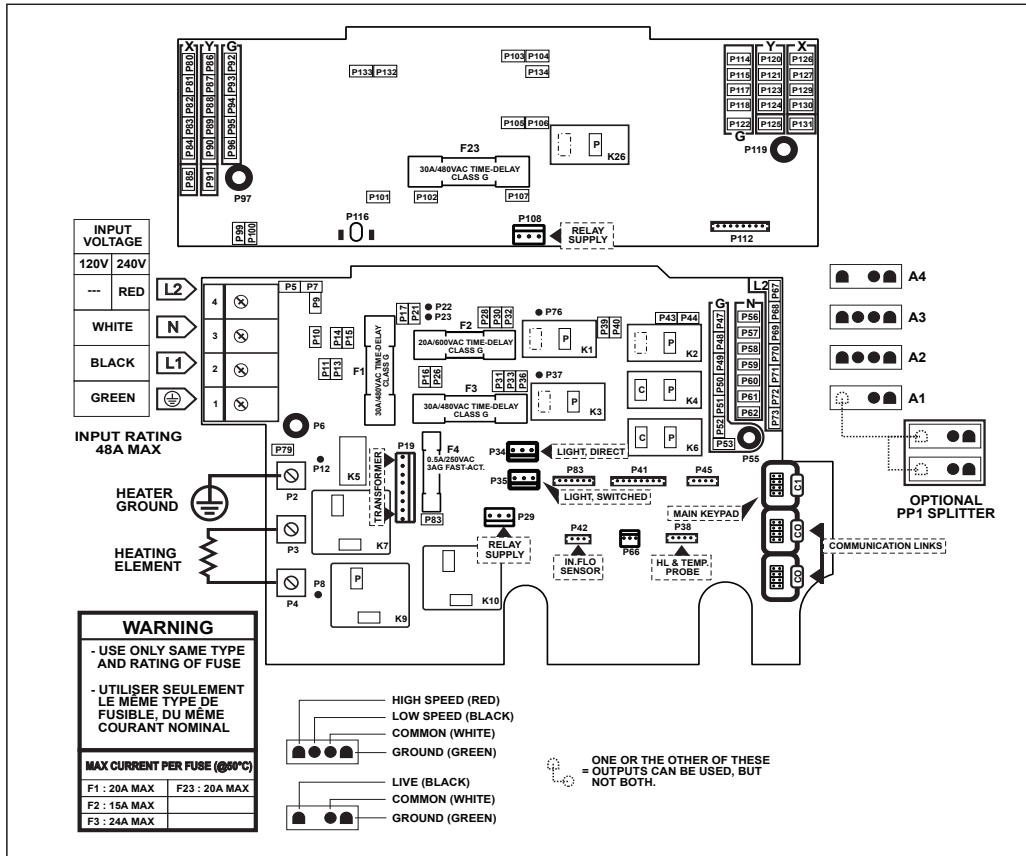 X Y G
P80 P86 P92
P81 P87 P93
P82 P88 P94
P83 P89 P95
P84 P90 P96
P85 P91
P97
P99
P100
P133 P132
P103 P104
P134
P105 P106
P
K26
F23
30A/480VAC TIME-DELAY
CLASS G
P101
P102
P107
P116
P108
RELAY
SUPPLY
P112
Y X
P114 P120 P126
P115 P121 P127
P117 P123 P129
P118 P124 P130
P122 P125 P131
G
P119
INPUT
VOLTAGE
120V 240V
--- RED L2
WHITE N
BLACK L1
GREEN
INPUT RATING
48A MAX
4
3
2
1
P5 P7
P9
P10
P14
P15
P11
P13
P17
P21
P22
P23
F1
30A/480VAC TIME-DELAY
CLASS G
F2
20A/600VAC TIME-DELAY
CLASS G
P28
P30
P32
P16
P26
F3
30A/480VAC TIME-DELAY
CLASS G
P31
P33
P36
P76
P
K1
P39
P40
P37
P
K3
P43 P44
P
K2
C P
K4
C P
K6
G N L2
P47
P48
P49
P50
P51
P52
P53
P56
P57
P58
P59
P60
P61
P62
P67
P68
P69
P70
P71
P72
P73
P55
P6
P79
P12
P2
P3
P4
P8
K5
K7
P
K9
K10
P19
TRANSFORMER
F4
0.5A/250VAC
3AG FAST-ACT.
P83
P34
LIGHT, DIRECT
P35
LIGHT, SWITCHED
P83
P41
P45
P29
RELAY
SUPPLY
P42
IN.FLO
SENSOR
P66
P38
HL & TEMP.
PROBE
MAIN KEYPAD
C1
CO
CO
COMMUNICATION LINKS
A4
A3
A2
A1
OPTIONAL
PP1 SPLITTER
HEATER
GROUND
HEATING
ELEMENT
WARNING
- USE ONLY SAME TYPE
AND RATING OF FUSE
- UTILISER SEULEMENT
LE MÊME TYPE DE
FUSIBLE, DU MÊME
COURANT NOMINAL
MAX CURRENT PER FUSE (@50°C)
F1 : 20A MAX F23 : 20A MAX
F2 : 15A MAX
F3 : 24A MAX
HIGH SPEED (RED)
LOW SPEED (BLACK)
COMMON (WHITE)
GROUND (GREEN)
LIVE (BLACK)
COMMON (WHITE)
GROUND (GREEN)
ONE OR THE OTHER OF THESE
= OUTPUTS CAN BE USED, BUT
NOT BOTH.